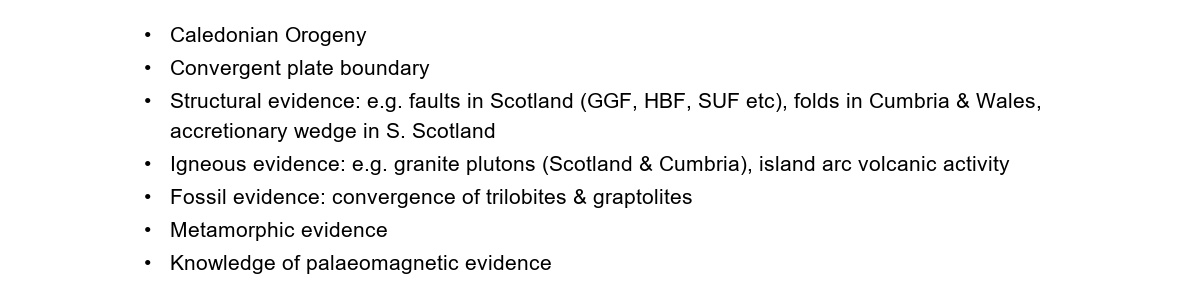 • Caledonian Orogeny
• Convergent plate boundary
• Structural evidence: e.g. faults in Scotland (GGF, HBF, SUF etc), folds in Cumbria & Wales,
accretionary wedge in S. Scotland
• Igneous evidence: e.g. granite plutons (Scotland & Cumbria), island arc volcanic activity
• Fossil evidence: convergence of trilobites & graptolites
• Metamorphic evidence
• Knowledge of palaeomagnetic evidence